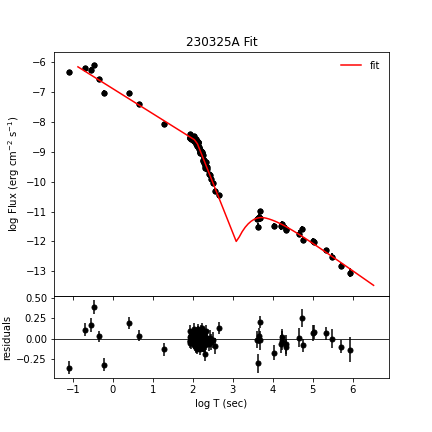 230325A Fit
fit
log Flux (erg cm⁻² s⁻¹)
−6
−7
−8
−9
−10
−11
−12
−13
residuals
0.50
0.25
0.00
−0.25
−1 0 1 2 3 4 5 6
log T (sec)